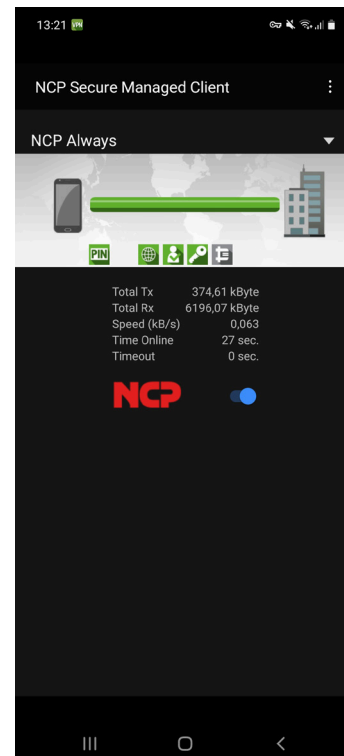 13:21 VPN
NCP Secure Managed Client
NCP Always
PIN
Total Tx 374,61 kByte
Total Rx 6196,07 kByte
Speed (kB/s) 0,063
Time Online 27 sec.
Timeout 0 sec.
NCP